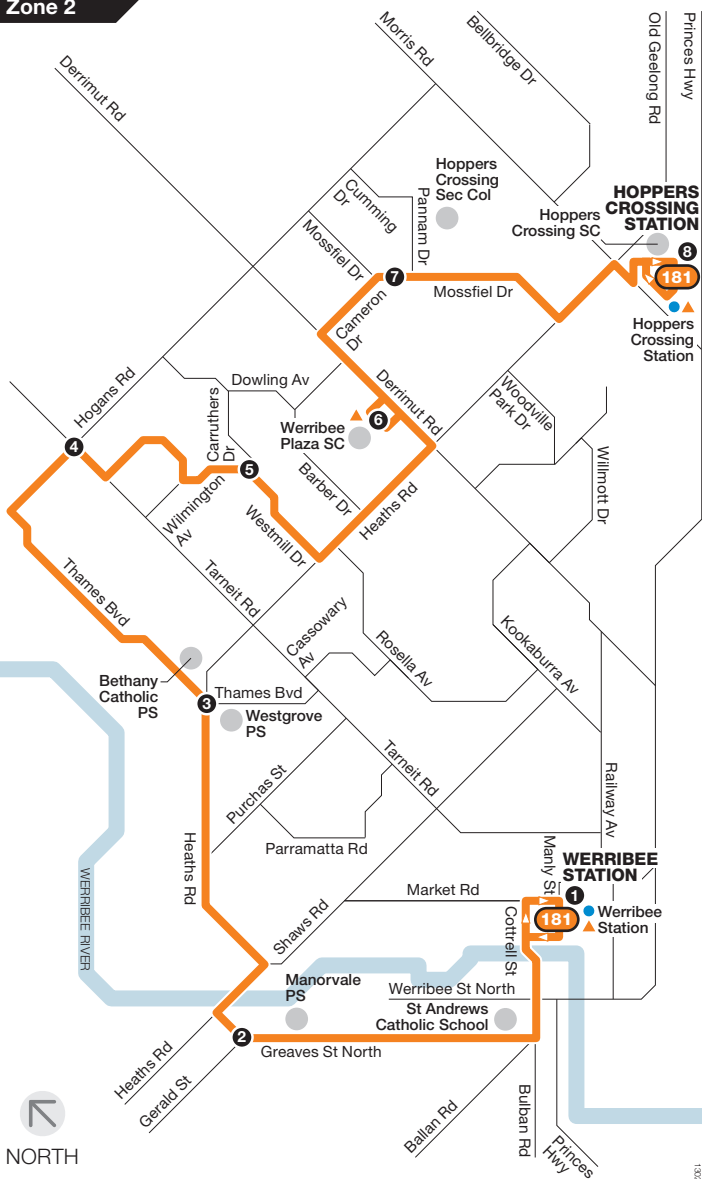 Zone 2
Derrimut Rd
Morris Rd
Bellbridge Dr
Old Geelong Rd
Princes Hwy
Hoppers
Crossing
Sec Col
Cumming
Dr
Pannam Dr
Mossfiel Dr
HOPPERS
CROSSING
STATION
Hoppers
Crossing SC
8
181
7
Mossfiel Dr
Cameron
Dr
Hoppers
Crossing
Station
Hogans Rd
Dowling Av
Carruthers
Dr
Derrimut Rd
Woodville
Park Dr
Werribee
Plaza SC
6
4
5
Barber Dr
Heaths Rd
Willmott Dr
Wilmington
Av
Westmill Dr
Thames Bvd
Tarneit Rd
Cassowary
Av
Rosella Av
Kookaburra Av
Bethany
Catholic
PS
3
Thames Bvd
Westgrove
PS
Purchas St
Tarneit Rd
Railway Av
Parramatta Rd
Heaths Rd
WERRIBEE RIVER
Shaws Rd
Market Rd
Manly St
WERRIBEE
STATION
1
181
Werribee
Station
Cottrell St
Manorvale
PS
Werribee St North
St Andrews
Catholic School
2
Greaves St North
Heaths Rd
Gerald St
Ballan Rd
Bulban Rd
Princes
Hwy
NORTH